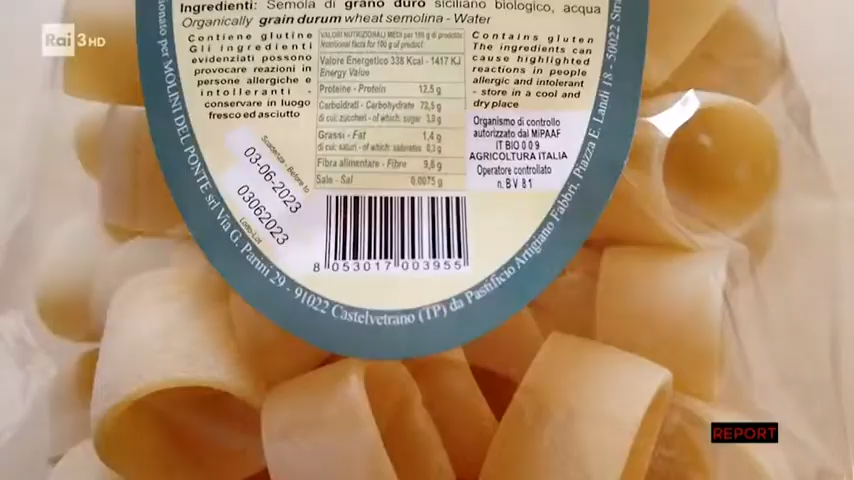 Rai 3 HD
Ingredienti: Semola di grano duro siciliano biologico, acqua
Organically grain durum wheat semolina - Water
Contiene glutine
Gli ingredienti
evidenziati possono
provocare reazioni in
persone allergiche e
intolleranti -
conservare in luogo
fresco ed asciutto
VALORI NUTRIZIONALI MEDI per 100 g di prodotto
Nutritional facts for 100 g of product
Valore Energetico 338 Kcal - 1417 KJ
Energy Value
Proteine - Protein 12,5 g
Carboidrati - Carbohydrate 72,5 g
di cui: zuccheri - of which: sugar
Grassi - Fat 1,4 g
di cui: saturi - of which: saturates 0,3 g
Fibra alimentare - Fibre 9,6 g
Sale - Sal 0,0075 g
Contains gluten
The ingredients can
cause highlighted
reactions in people
allergic and intolerant
- store in a cool and
dry place
Organismo di controllo
autorizzato dal MiPAAF
IT BIO 009
AGRICOLTURA ITALIA
Operatore controllato
n. BV 81
Scadenza - Before to
03-06-2023
03062023
Lotto-Lot
8 053017 003955
per MOLINI DEL PONTE srl Via G. Parini 29 - 91022 Castelvetrano (TP) da Pastificio Artigiano Fabbri, Piazza E. Landi 18 - 50022
REPORT